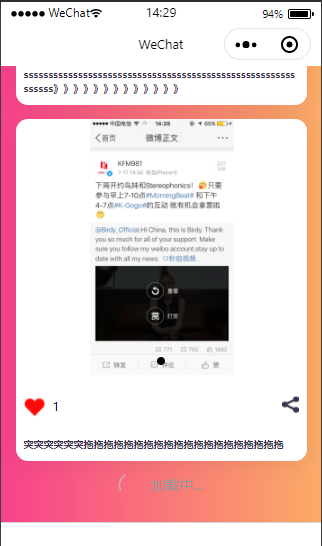 WeChat
14:29
94%
WeChat
ssssssssssssssssssssssssssssssssssssssssssssssssssssss
ssssss》》》》》》》》》》》》》
中国电信
13:35
65%
首页
微博正文
KFM981
7-17 14:24 来自iPhone 6
下周开约鸟妹和Stereophonics！只要
参与早上7-10点#MorningBeat# 和下午
4-7点#K-Gogo#的互动 就有机会拿票啦
@Birdy_Official:Hi China, this is Birdy. Thank
you so much for all of your support. Make
sure you follow my weibo account,stay up to
date with all my news. 秒拍视频
重播
赏 打赏
771
755
1593
转发
评论
赞
1
突突突突突突拖拖拖拖拖拖拖拖拖拖拖拖拖拖拖拖拖拖拖拖
加载中...